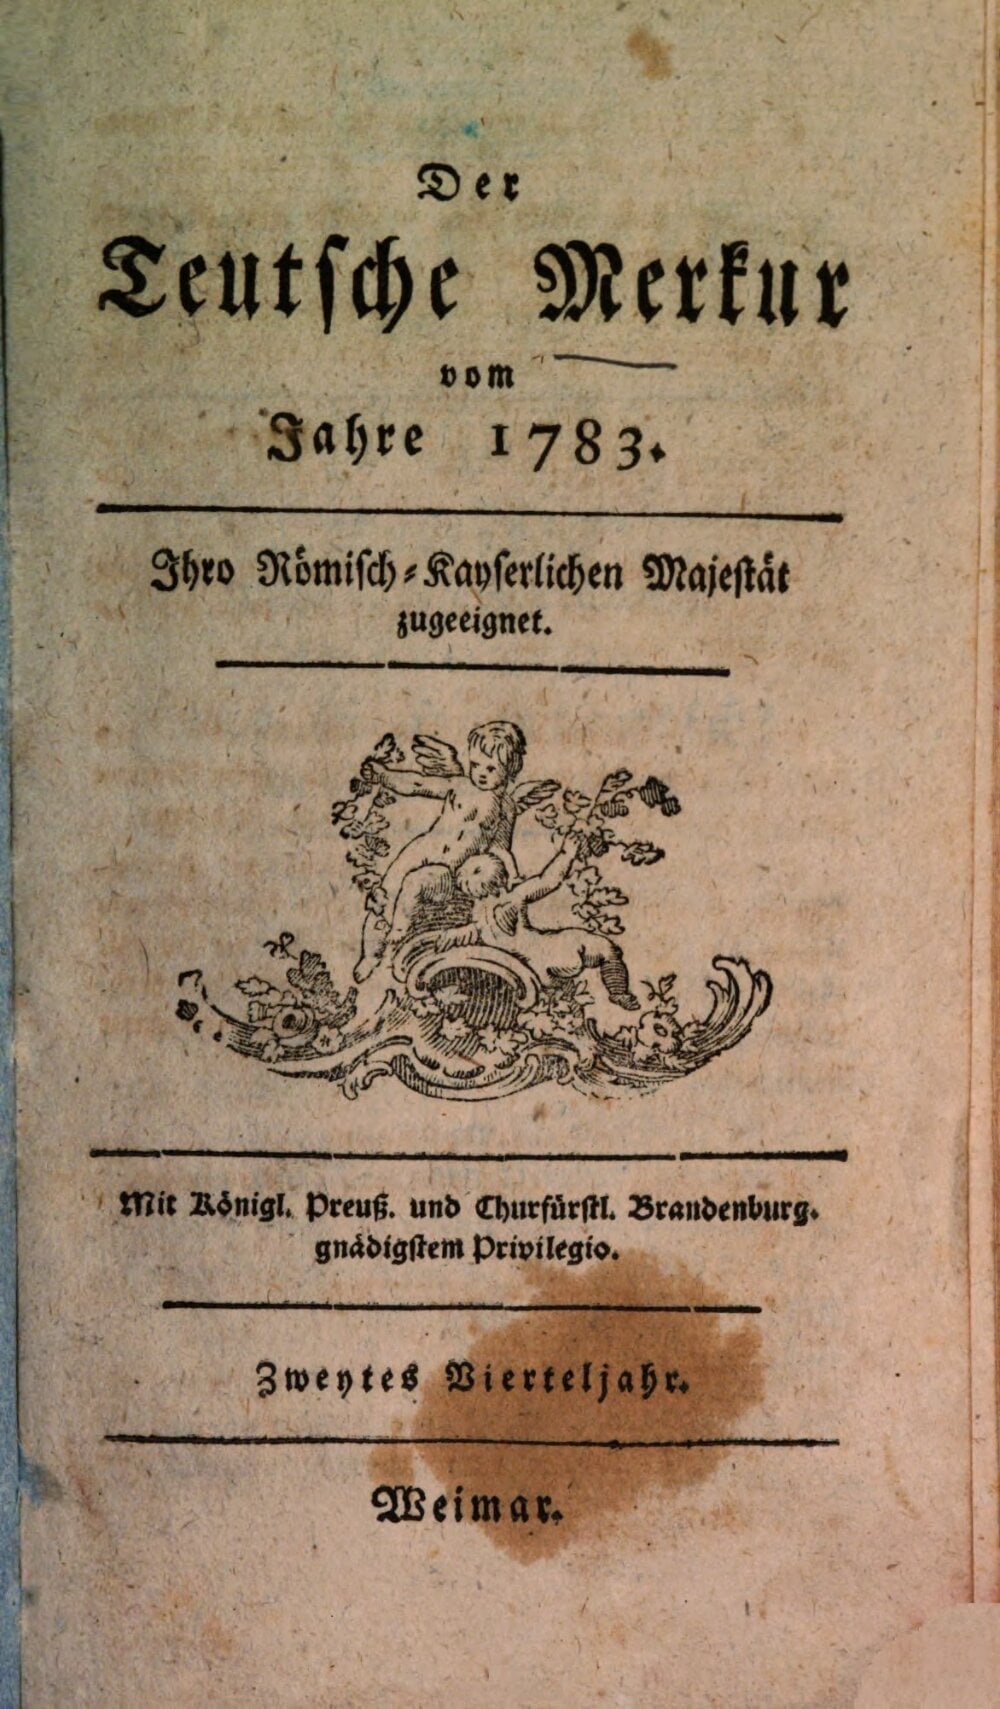 Der
Teutsche Merkur
vom
Jahre 1783.
Ihro Römisch-Kayserlichen Majestät
zugeeignet.
Mit Königl. Preuß. und Churfürstl. Brandenburg.
gnädigstem Privilegio.
Zweytes Vierteljahr.
Weimar.